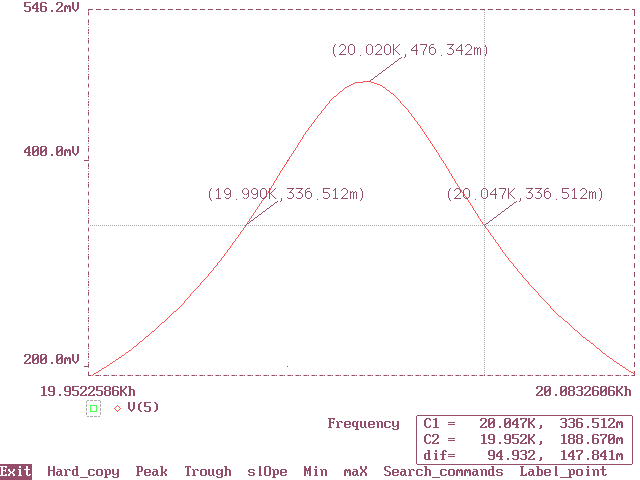 546.2mV
(20.020K,476.342m)
400.0mV
(19.990K,336.512m) (20.047K,336.512m)
200.0mV
19.9522586Kh 20.0832606Kh
V(5)
Frequency C1 = 20.047K, 336.512m
C2 = 19.952K, 188.670m
dif= 94.932, 147.841m
Exit Hard_copy Peak Trough slOpe Min maX Search_commands Label_point